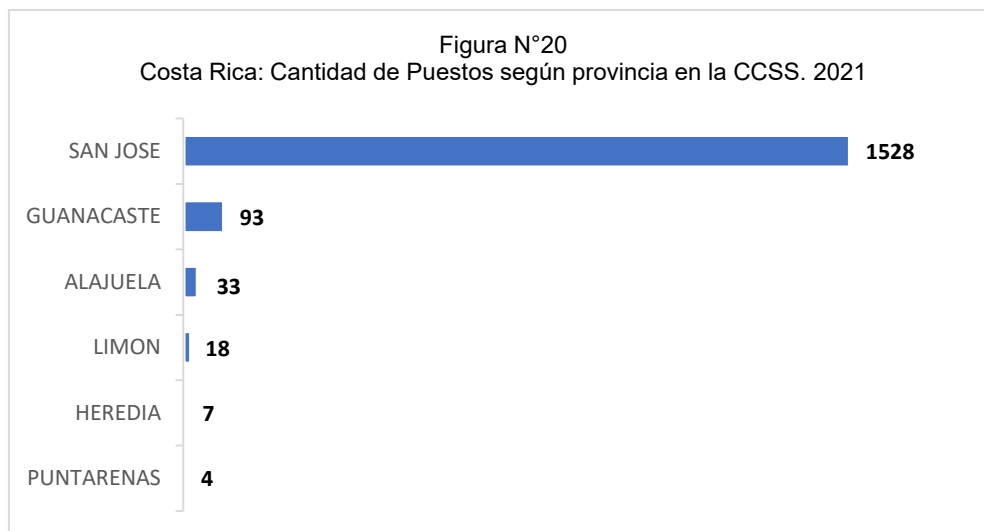 Figura N°20
Costa Rica: Cantidad de Puestos según provincia en la CCSS. 2021
SAN JOSE 1528
GUANACASTE 93
ALAJUELA 33
LIMON 18
HEREDIA 7
PUNTARENAS 4